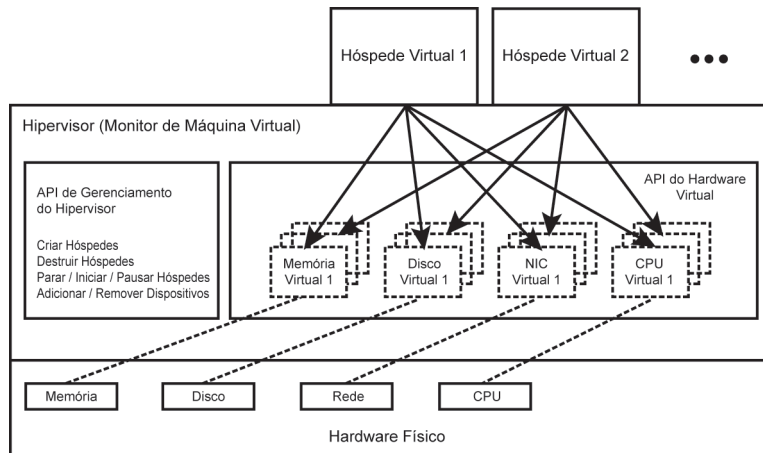 Hóspede Virtual 1
Hóspede Virtual 2
Hipervisor (Monitor de Máquina Virtual)
API de Gerenciamento
do Hipervisor
Criar Hóspedes
Destruir Hóspedes
Parar / Iniciar / Pausar Hóspedes
Adicionar / Remover Dispositivos
API do Hardware
Virtual
Memória
Virtual 1
Disco
Virtual 1
NIC
Virtual 1
CPU
Virtual 1
Memória
Disco
Rede
CPU
Hardware Físico